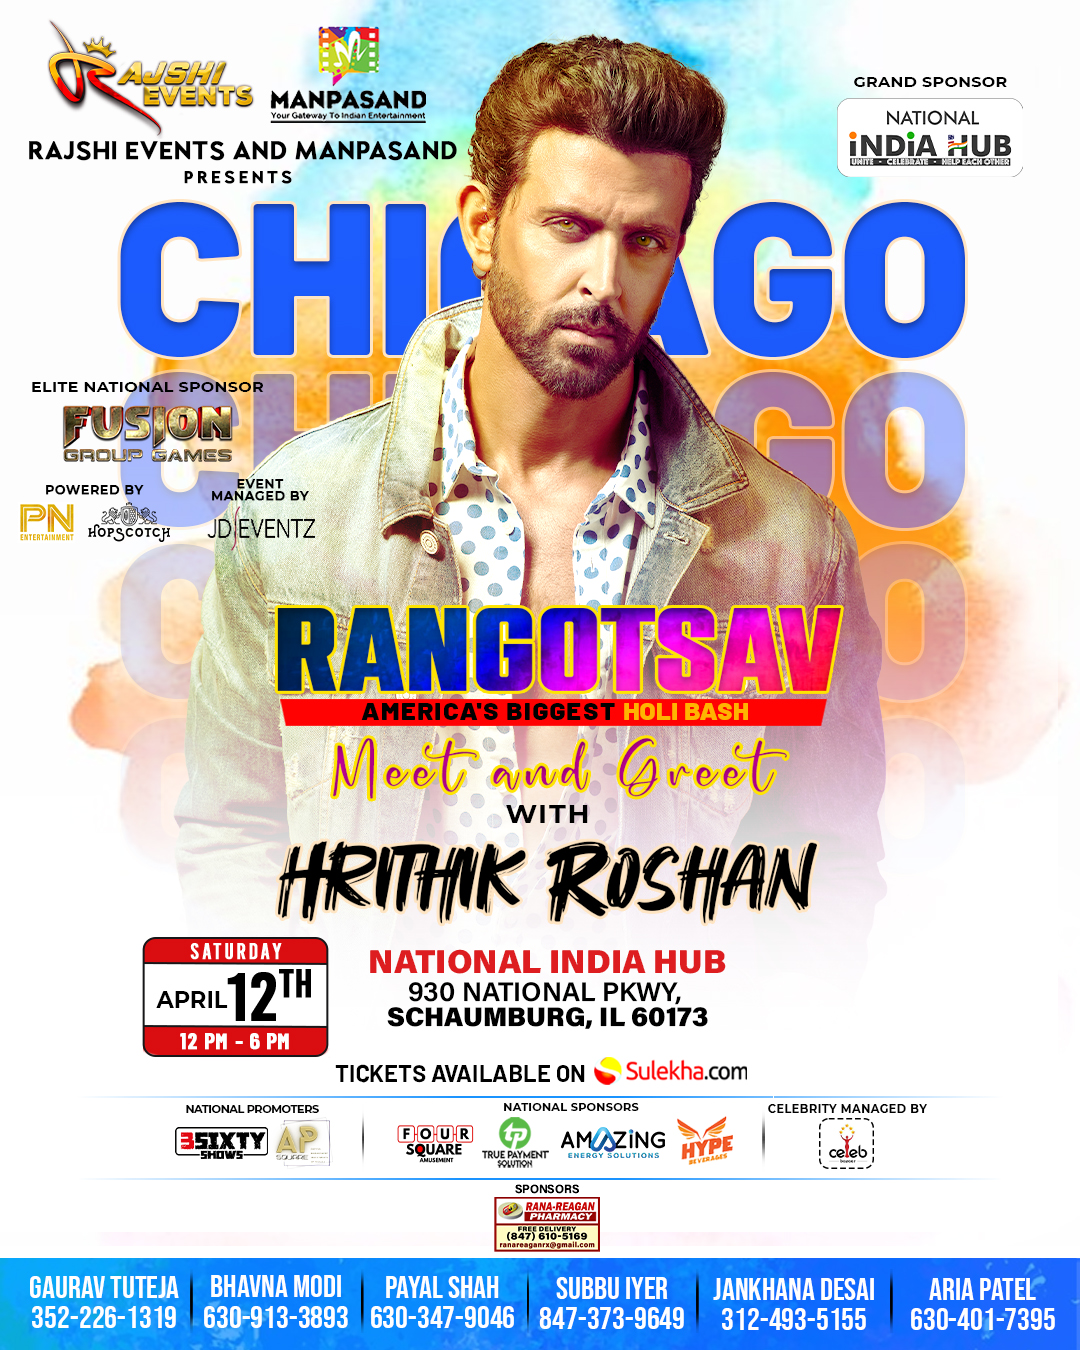 RAJSHI EVENTS
MANPASAND
Your Gateway To Indian Entertainment
RAJSHI EVENTS AND MANPASAND
PRESENTS
GRAND SPONSOR
NATIONAL
iNDiA HUB
UNITE • CELEBRATE • HELP EACH OTHER
CHICAGO
ELITE NATIONAL SPONSOR
FUSION
GROUP GAMES
POWERED BY
PN
ENTERTAINMENT
HOPSCOTCH
EVENT
MANAGED BY
JD EVENTZ
RANGOTSAV
AMERICA'S BIGGEST HOLI BASH
Meet and Greet
WITH
HRITHIK ROSHAN
SATURDAY
APRIL 12TH
12 PM - 6 PM
NATIONAL INDIA HUB
930 NATIONAL PKWY,
SCHAUMBURG, IL 60173
TICKETS AVAILABLE ON Sulekha.com
NATIONAL PROMOTERS
3SIXTY
SHOWS
AP
SQUARE
NATIONAL SPONSORS
FOUR
SQUARE
AMUSEMENT
TRUE PAYMENT
SOLUTION
AMAZING
ENERGY SOLUTIONS
HYPE
BEVERAGES
CELEBRITY MANAGED BY
celeb
SPONSORS
RANA-REAGAN
PHARMACY
FREE DELIVERY
(847) 610-5169
ranareaganrx@gmail.com
GAURAV TUTEJA
352-226-1319
BHAVNA MODI
630-913-3893
PAYAL SHAH
630-347-9046
SUBBU IYER
847-373-9649
JANKHANA DESAI
312-493-5155
ARIA PATEL
630-401-7395